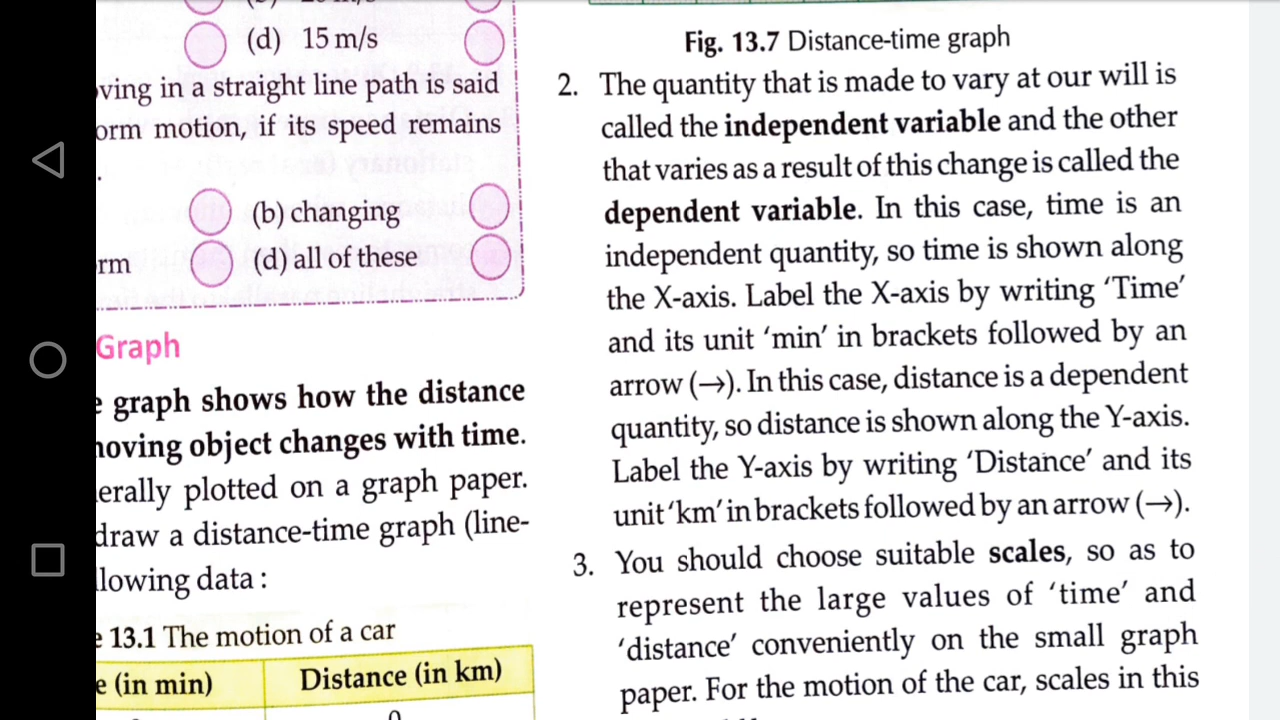 (d) 15 m/s
ving in a straight line path is said
orm motion, if its speed remains
.
(b) changing
rm
(d) all of these
Graph
e graph shows how the distance
noving object changes with time.
erally plotted on a graph paper.
draw a distance-time graph (line-
llowing data :
e 13.1 The motion of a car
e (in min)
Distance (in km)
0
Fig. 13.7 Distance-time graph
2. The quantity that is made to vary at our will is
called the independent variable and the other
that varies as a result of this change is called the
dependent variable. In this case, time is an
independent quantity, so time is shown along
the X-axis. Label the X-axis by writing ‘Time’
and its unit ‘min’ in brackets followed by an
arrow (→). In this case, distance is a dependent
quantity, so distance is shown along the Y-axis.
Label the Y-axis by writing ‘Distance’ and its
unit ‘km’ in brackets followed by an arrow (→).
3. You should choose suitable scales, so as to
represent the large values of ‘time’ and
‘distance’ conveniently on the small graph
paper. For the motion of the car, scales in this